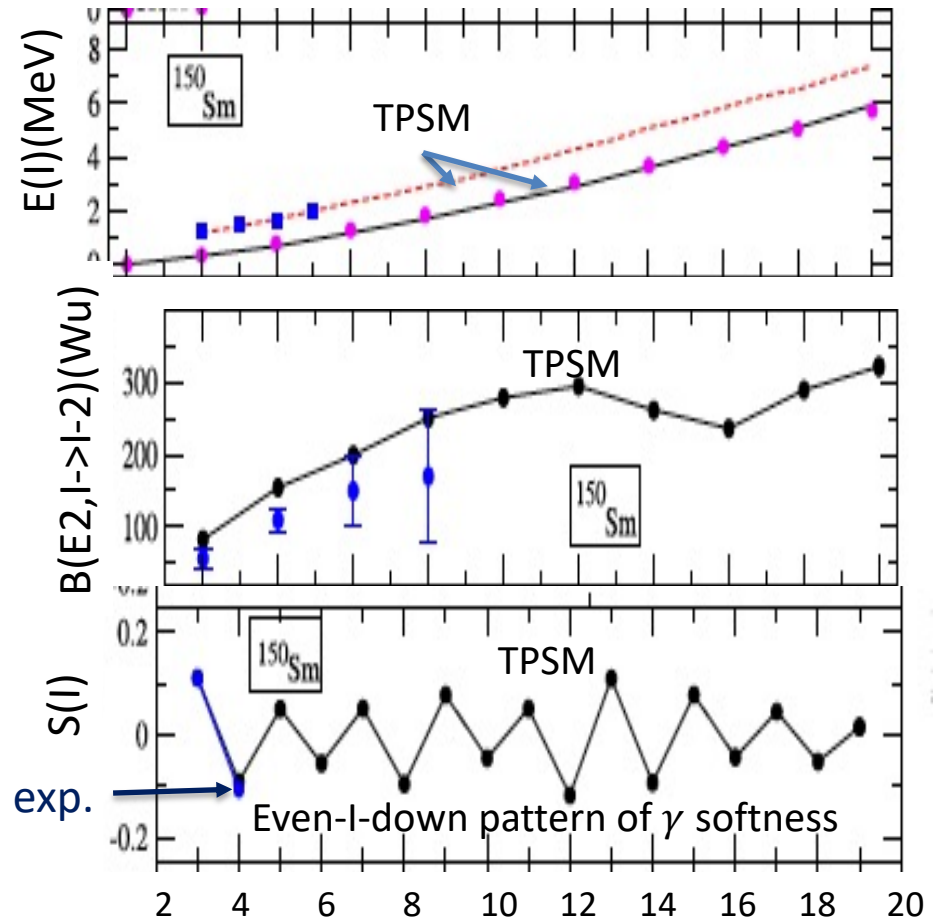 0
E(I)(MeV)
8
6
4
2
0
150Sm
TPSM
B(E2,I->I-2)(Wu)
300
200
100
TPSM
150Sm
S(I)
0.2
0
-0.2
150Sm
TPSM
exp.
Even-I-down pattern of γ softness
2 4 6 8 10 12 14 16 18 20